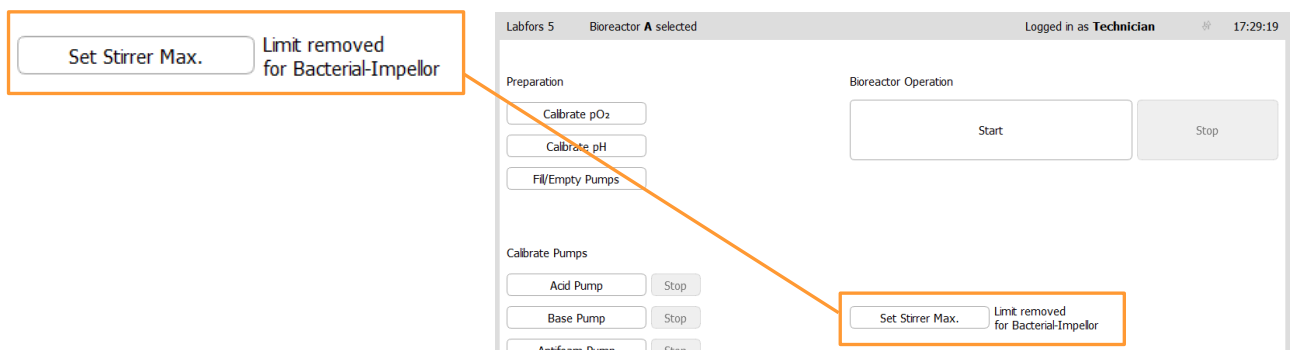 Set Stirrer Max.
Limit removed
for Bacterial-Impellor
Labfors 5 Bioreactor A selected Logged in as Technician 17:29:19
Preparation
Calibrate pO₂
Calibrate pH
Fill/Empty Pumps
Bioreactor Operation
Start Stop
Calibrate Pumps
Acid Pump Stop
Base Pump Stop
Antifoam Pump Stop
Set Stirrer Max.
Limit removed
for Bacterial-Impellor